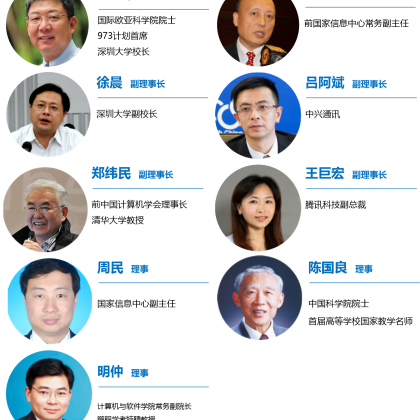 国际欧亚科学院院士
973计划首席
深圳大学校长
前国家信息中心常务副主任
徐晨 副理事长
深圳大学副校长
吕阿斌 副理事长
中兴通讯
郑纬民 副理事长
前中国计算机学会理事长
清华大学教授
王巨宏 副理事长
腾讯科技副总裁
周民 理事
国家信息中心副主任
陈国良 理事
中国科学院院士
首届高等学校国家教学名师
明仲 理事
计算机与软件学院常务副院长